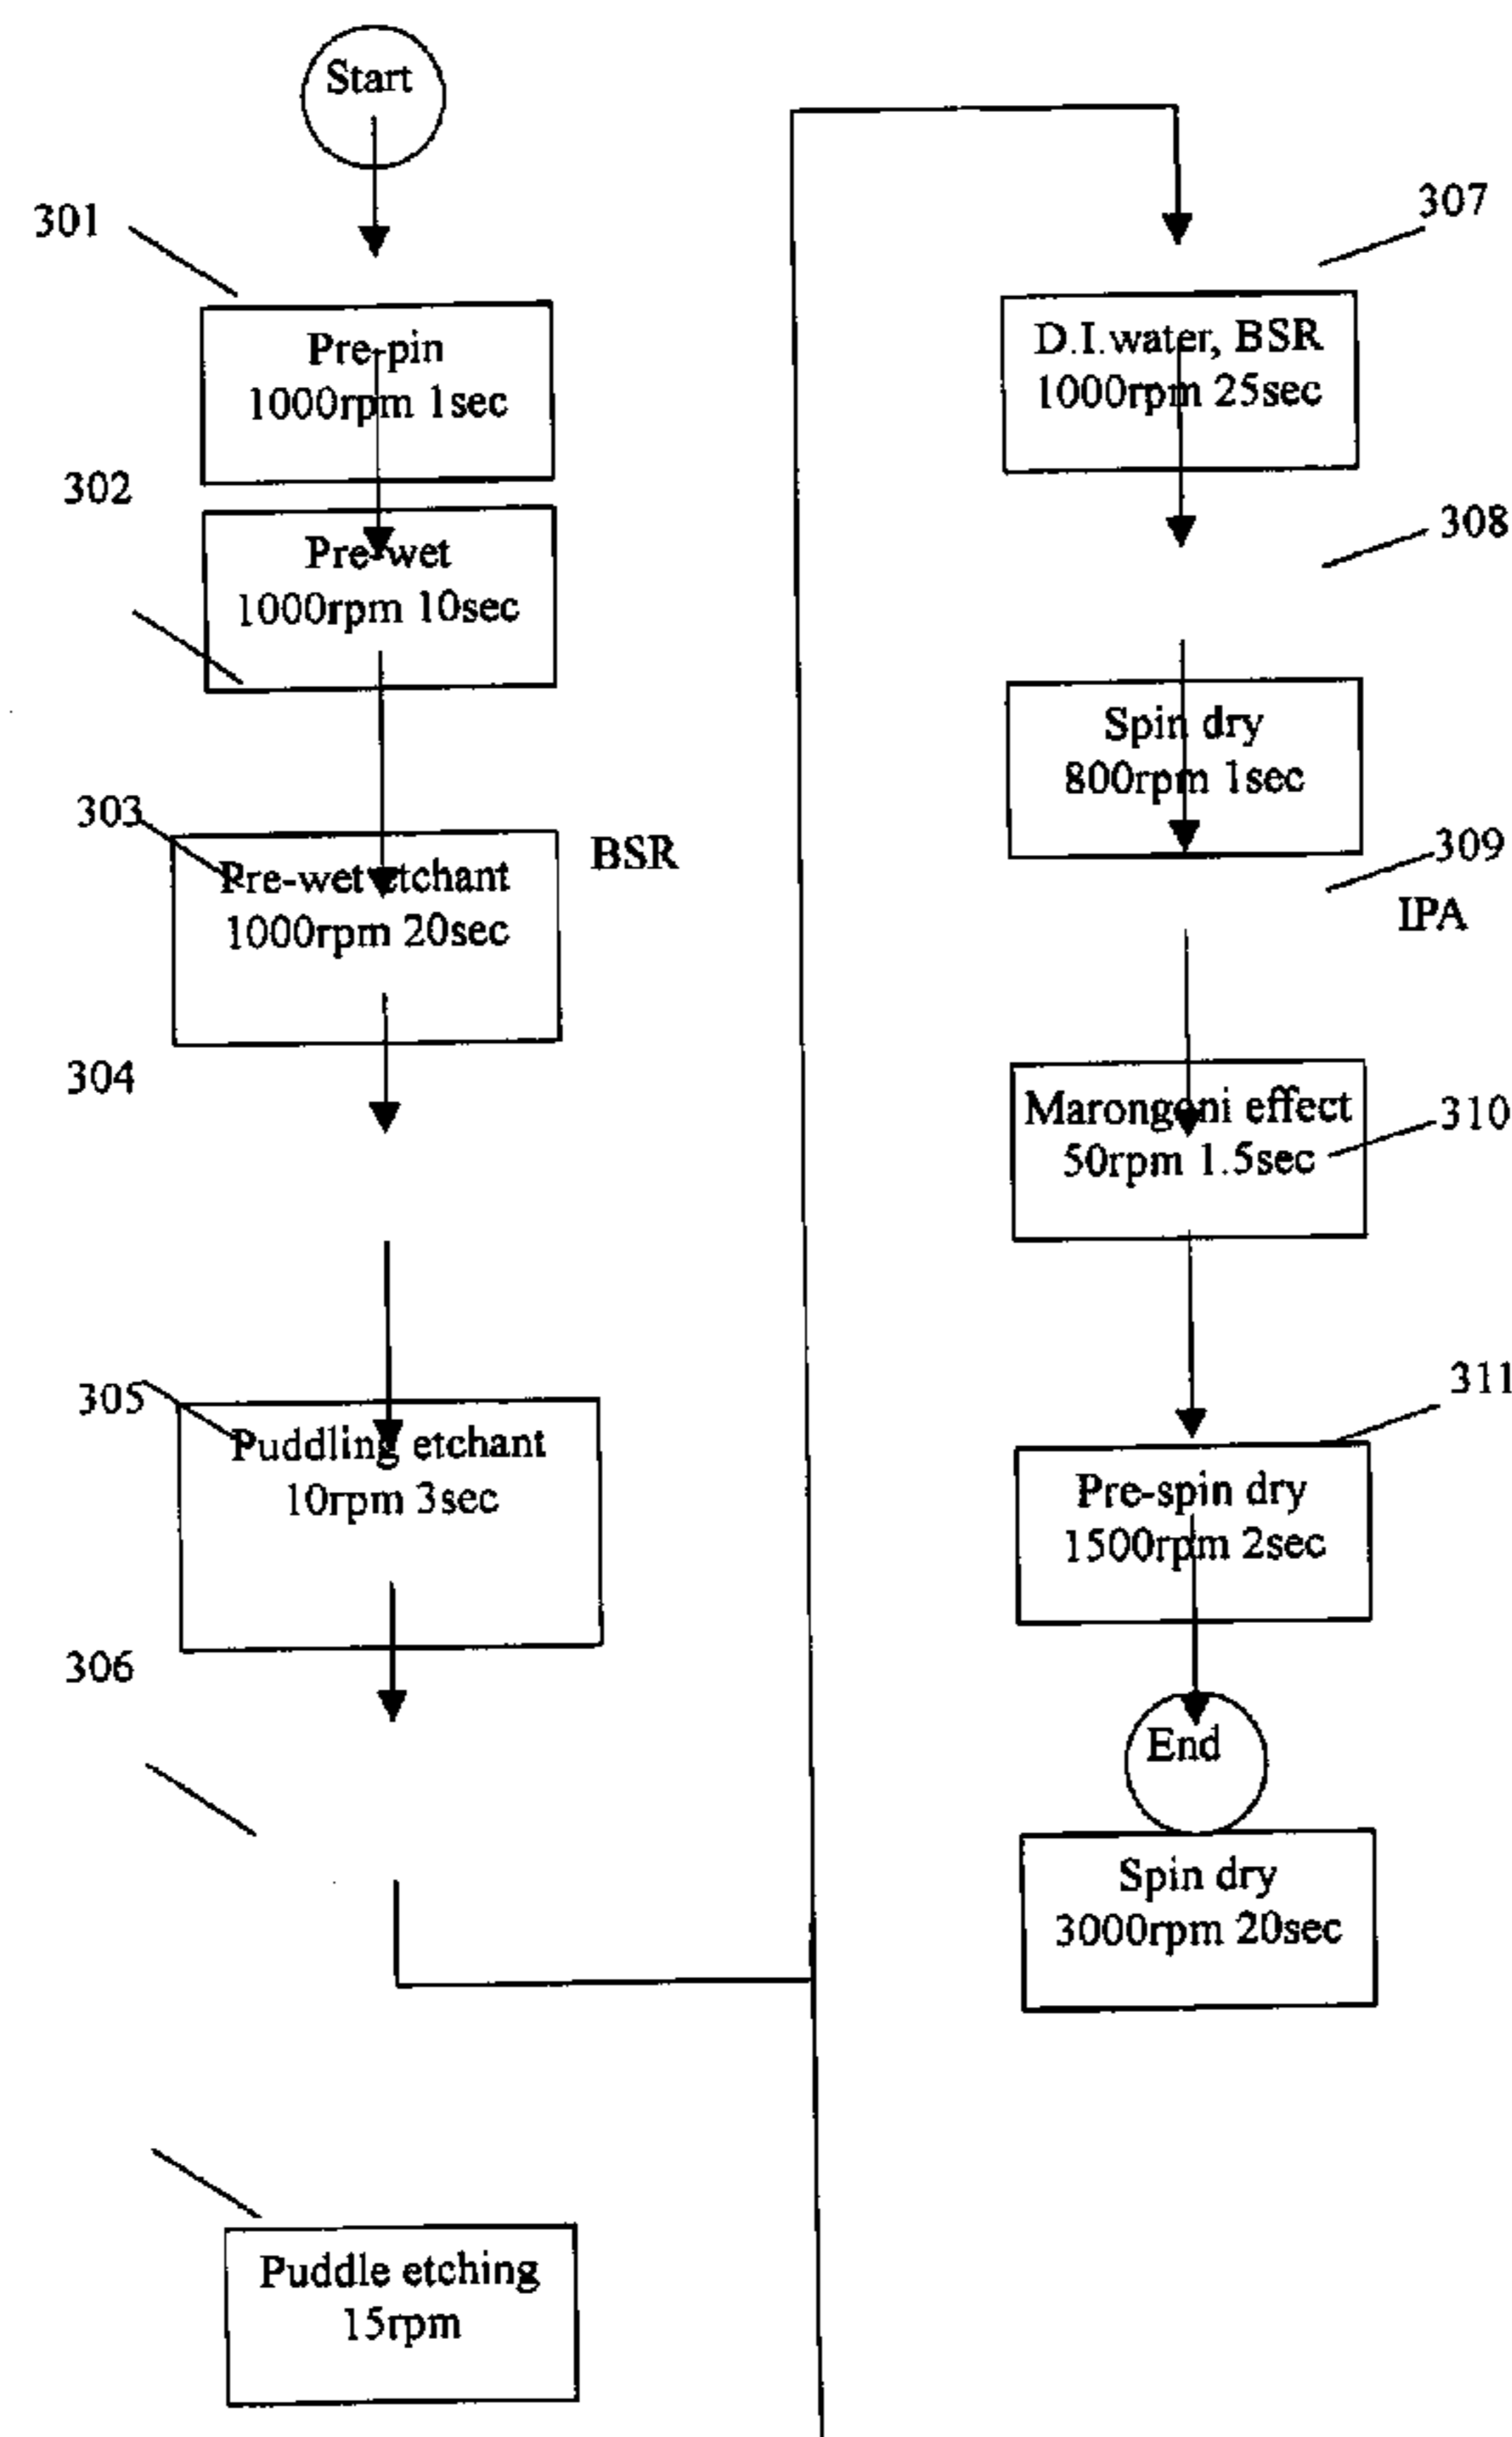 Start
301
Pre-pin
1000rpm 1sec
302
Pre-wet
1000rpm 10sec
303
Pre-wet etchant
1000rpm 20sec
BSR
304
305
Puddling etchant
10rpm 3sec
306
Puddle etching
15rpm
307
D.I.water, BSR
1000rpm 25sec
308
Spin dry
800rpm 1sec
309
IPA
Marongoni effect
50rpm 1.5sec
310
311
Pre-spin dry
1500rpm 2sec
End
Spin dry
3000rpm 20sec